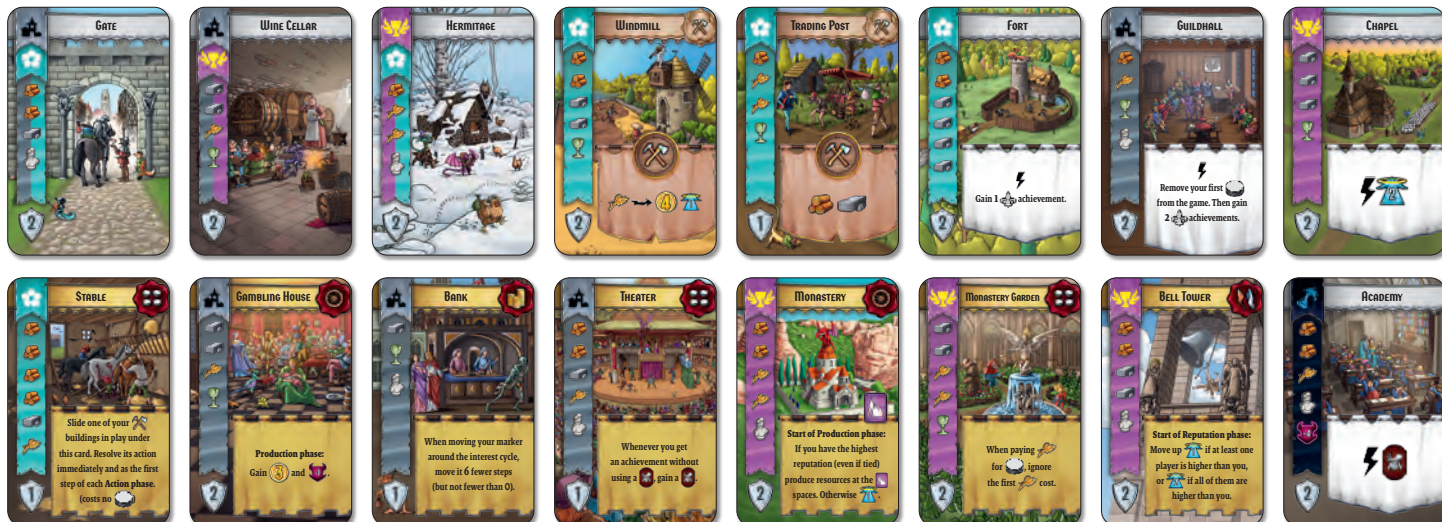 GATE
2
WINE CELLAR
2
HERMITAGE
2
WINDMILL
4
2
TRADING POST
1
FORT
Gain 1 achievement.
2
GUILDHALL
Remove your first
from the game. Then gain
2 achievements.
2
CHAPEL
2
2
STABLE
Slide one of your
buildings in play under
this card. Resolve its action
immediately and as the first
step of each Action phase.
(costs no )
1
GAMBLING HOUSE
Production phase:
Gain 3 and .
2
BANK
When moving your marker
around the interest cycle,
move it 6 fewer steps
(but not fewer than 0).
1
THEATER
Whenever you get
an achievement without
using a , gain a .
1
MONASTERY
Start of Production phase:
If you have the highest
reputation (even if tied)
produce resources at the
spaces. Otherwise .
2
MONASTERY GARDEN
When paying
for , ignore
the first cost.
2
BELL TOWER
Start of Reputation phase:
Move up if at least one
player is higher than you,
or if all of them are
higher than you.
2
ACADEMY
2